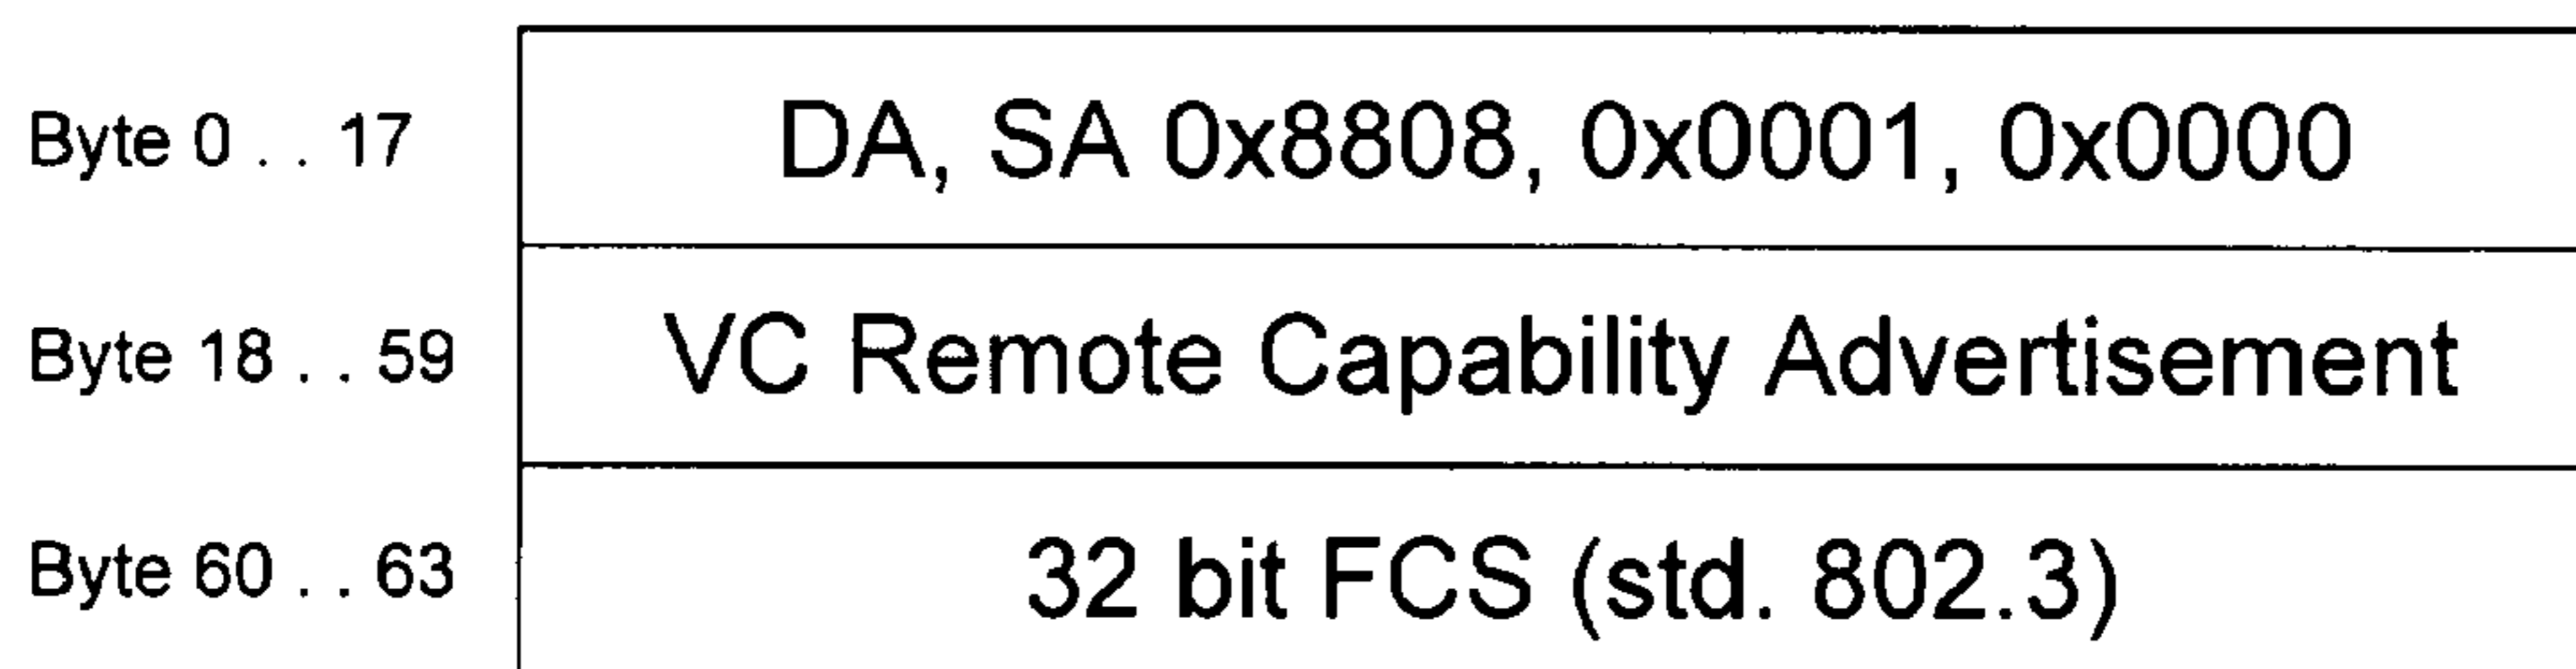 Byte 0 . . 17 DA, SA 0x8808, 0x0001, 0x0000
Byte 18 . . 59 VC Remote Capability Advertisement
Byte 60 . . 63 32 bit FCS (std. 802.3)